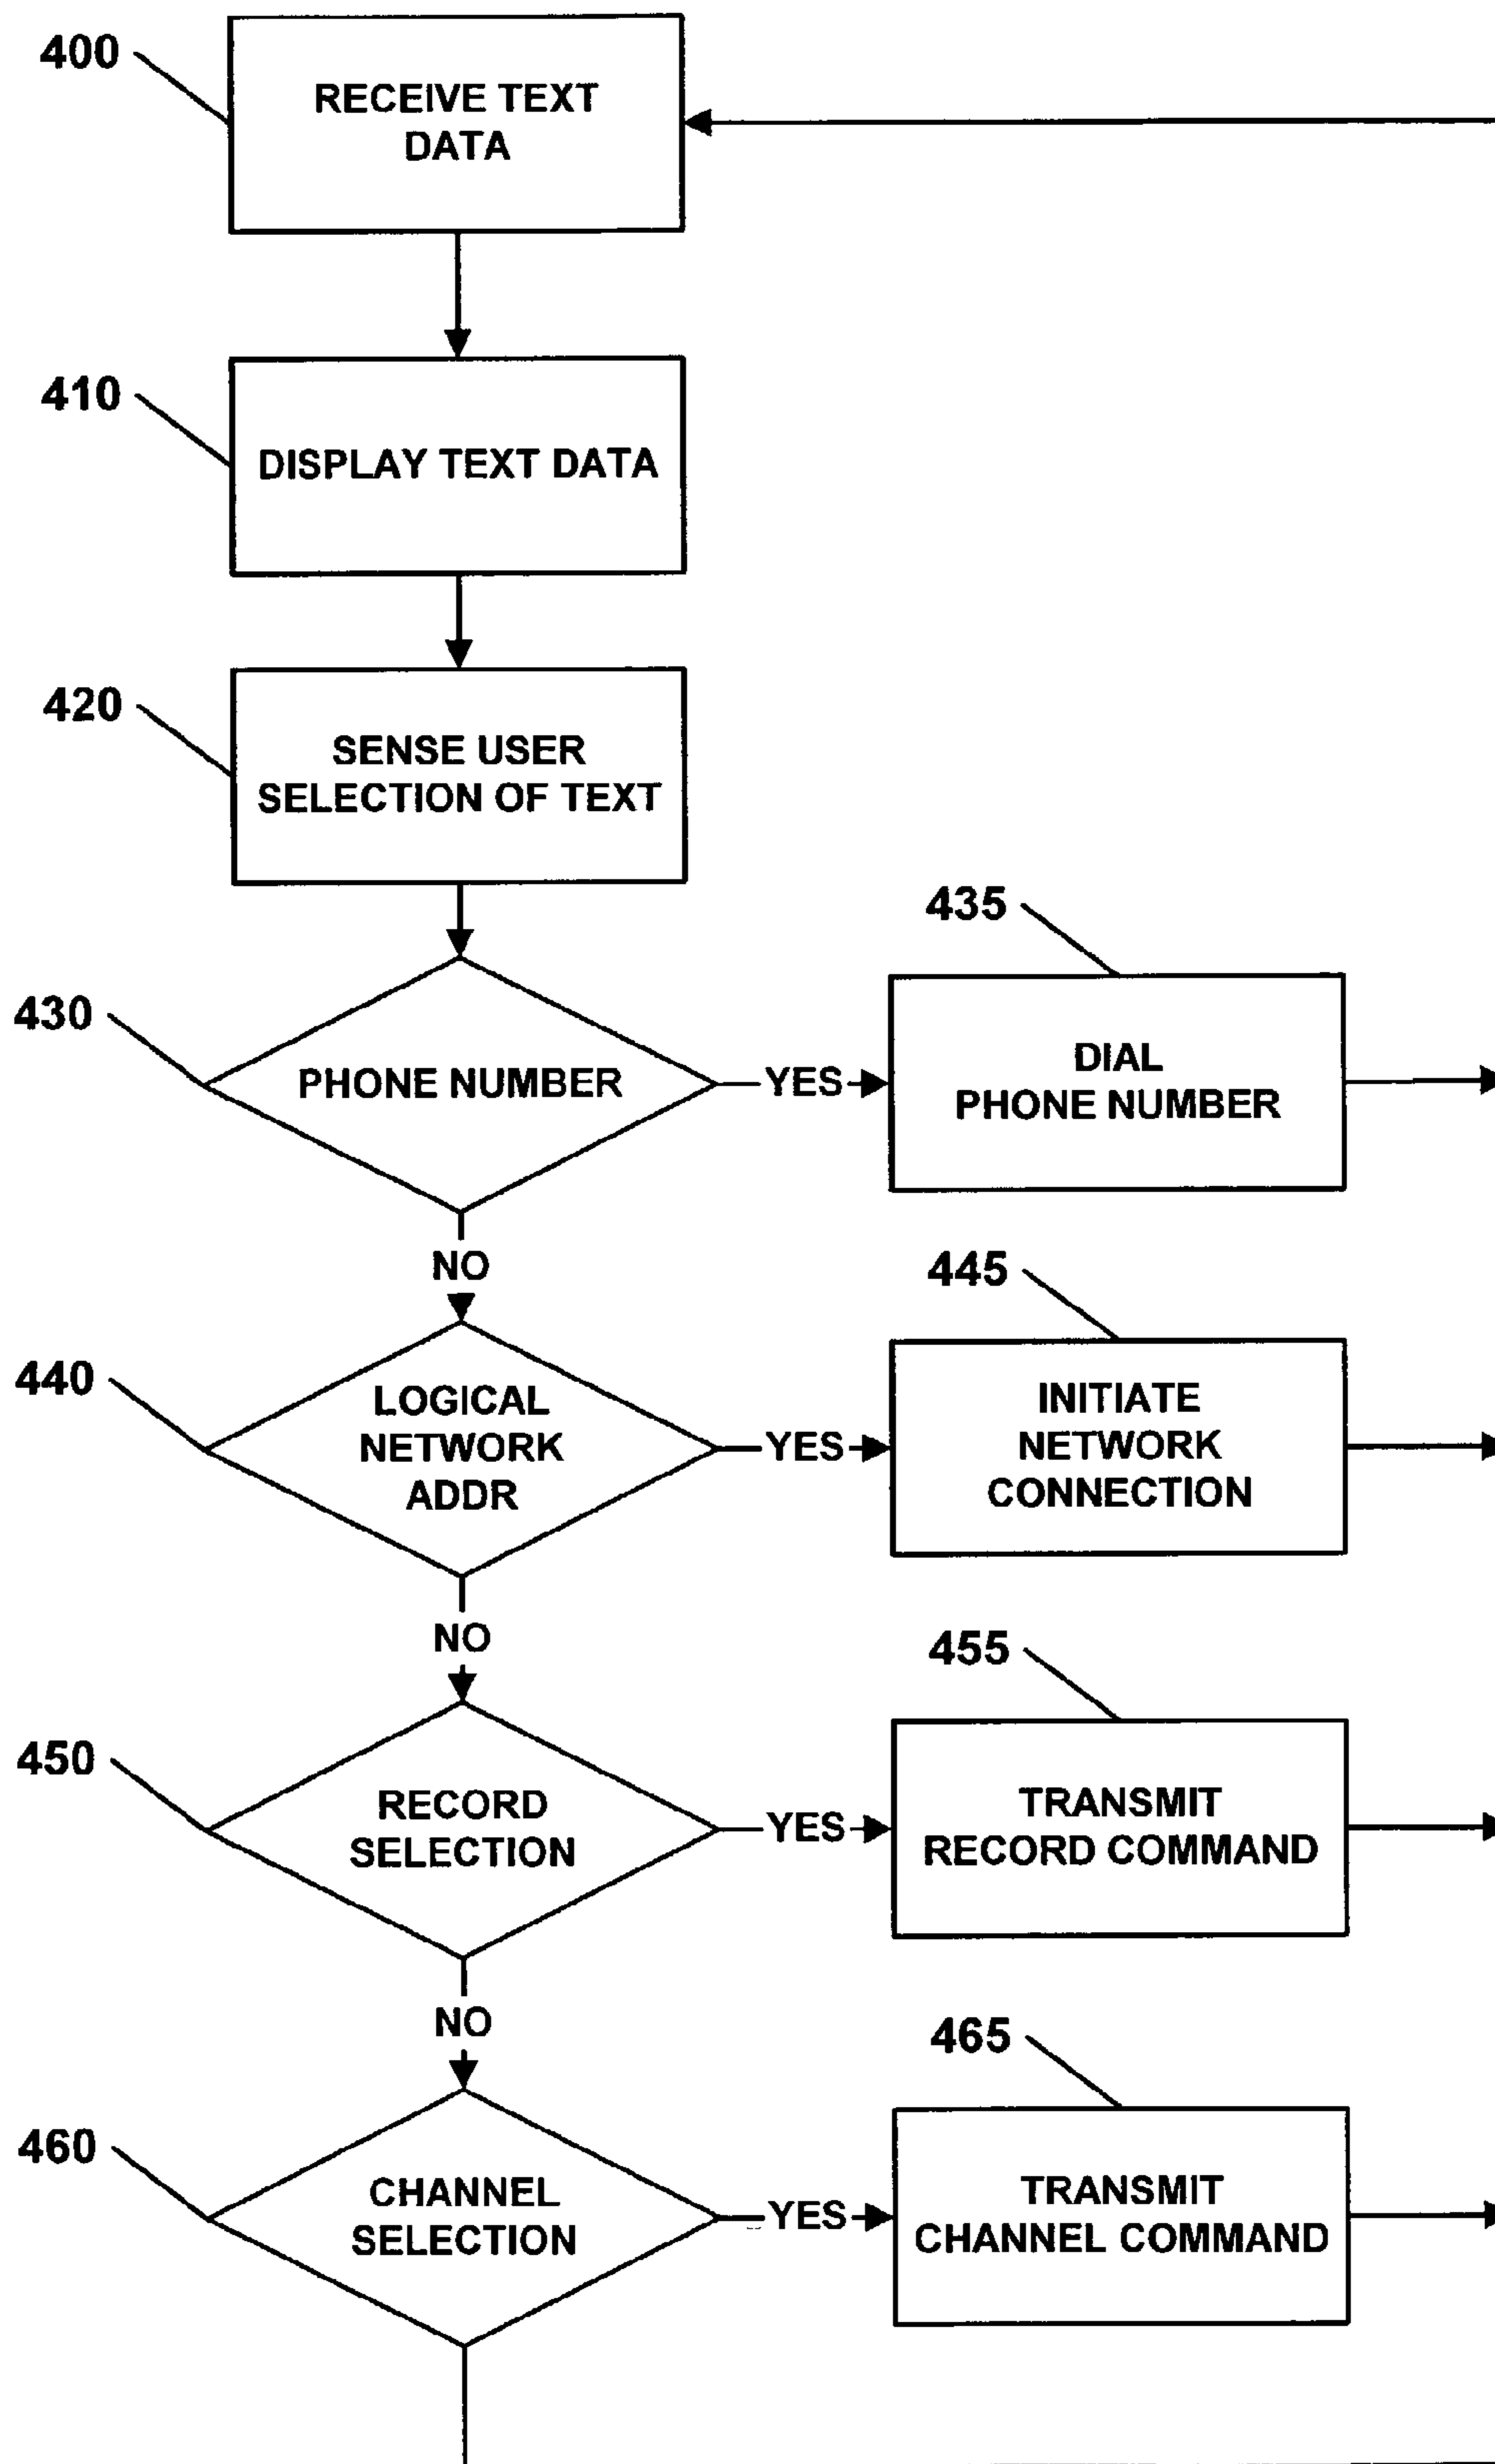 400
RECEIVE TEXT
DATA
410
DISPLAY TEXT DATA
420
SENSE USER
SELECTION OF TEXT
430
PHONE NUMBER
YES
435
DIAL
PHONE NUMBER
NO
440
LOGICAL
NETWORK
ADDR
YES
445
INITIATE
NETWORK
CONNECTION
NO
450
RECORD
SELECTION
YES
455
TRANSMIT
RECORD COMMAND
NO
460
CHANNEL
SELECTION
YES
465
TRANSMIT
CHANNEL COMMAND